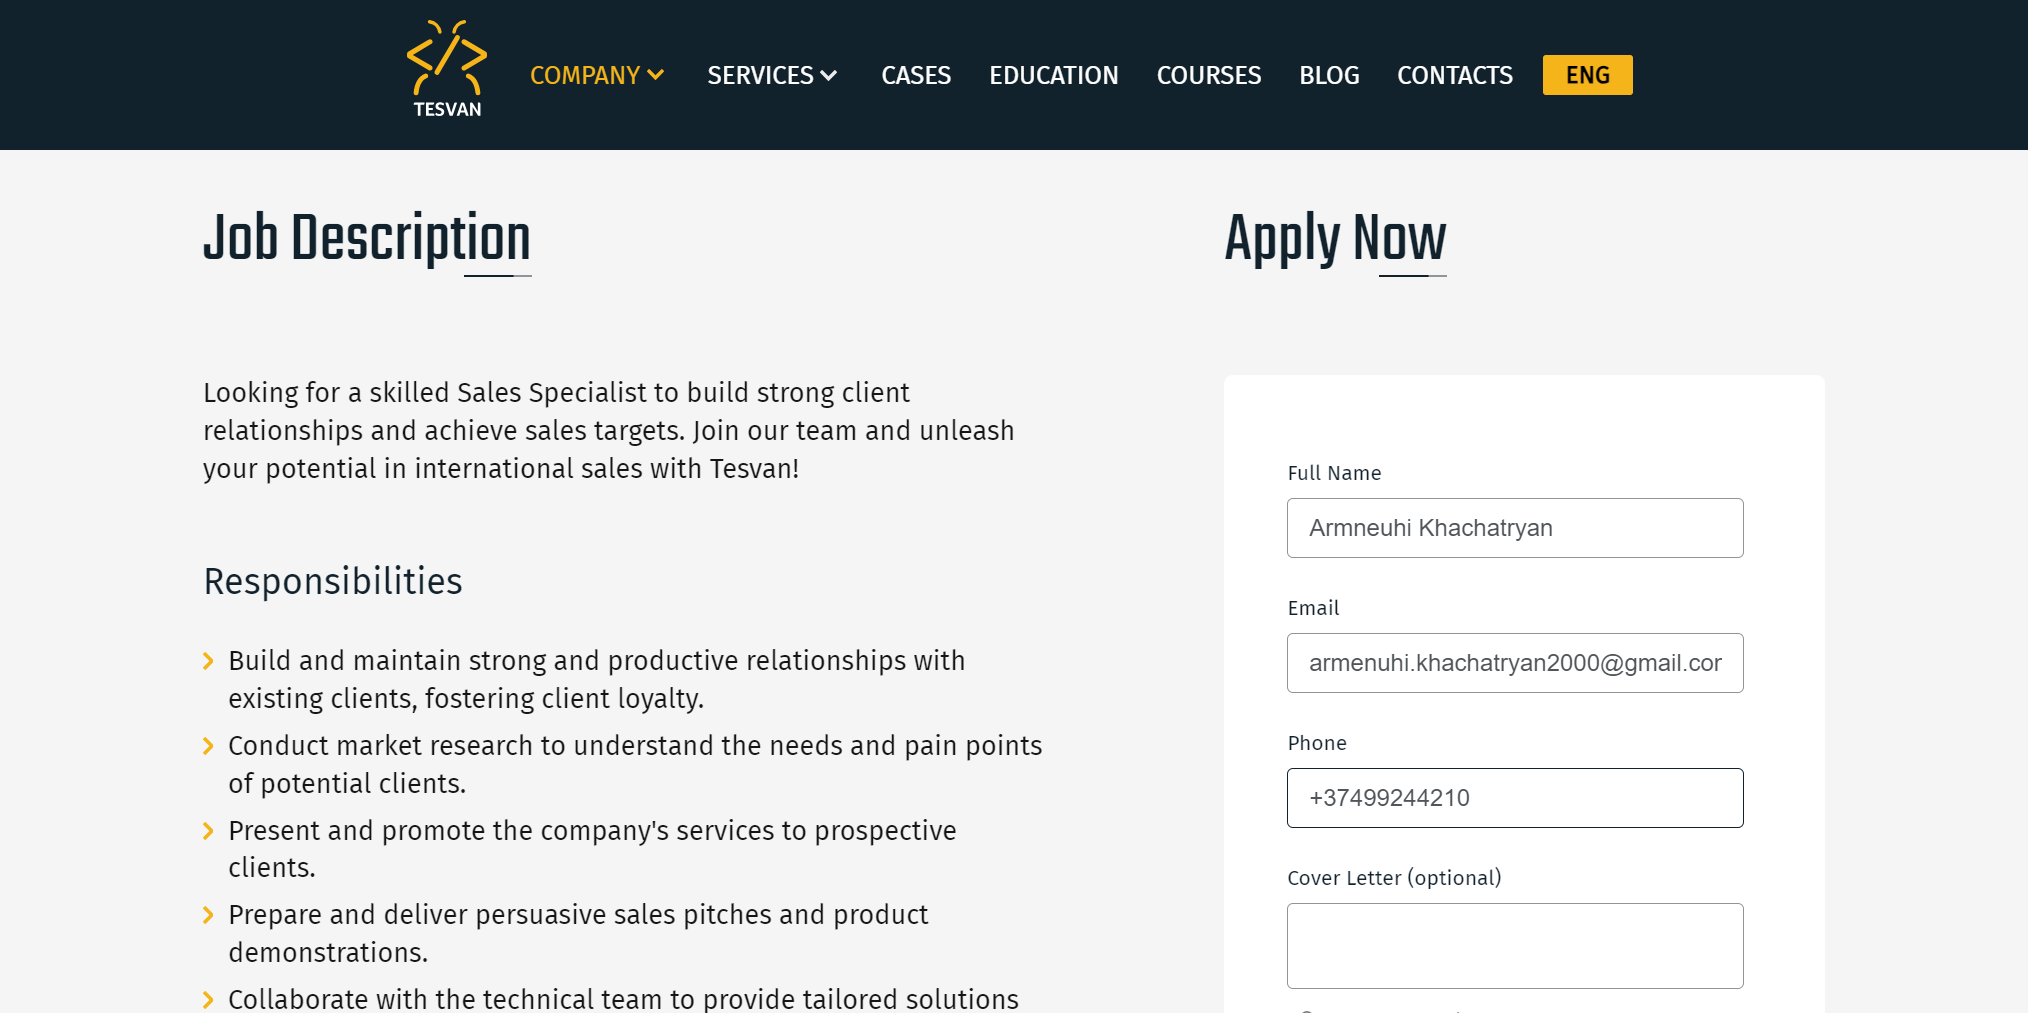 TESVAN
COMPANY
SERVICES
CASES
EDUCATION
COURSES
BLOG
CONTACTS
ENG
Job Description
Looking for a skilled Sales Specialist to build strong client
relationships and achieve sales targets. Join our team and unleash
your potential in international sales with Tesvan!
Responsibilities
Build and maintain strong and productive relationships with
existing clients, fostering client loyalty.
Conduct market research to understand the needs and pain points
of potential clients.
Present and promote the company's services to prospective
clients.
Prepare and deliver persuasive sales pitches and product
demonstrations.
Collaborate with the technical team to provide tailored solutions
Apply Now
Full Name
Armneuhi Khachatryan
Email
armenuhi.khachatryan2000@gmail.cor
Phone
+37499244210
Cover Letter (optional)